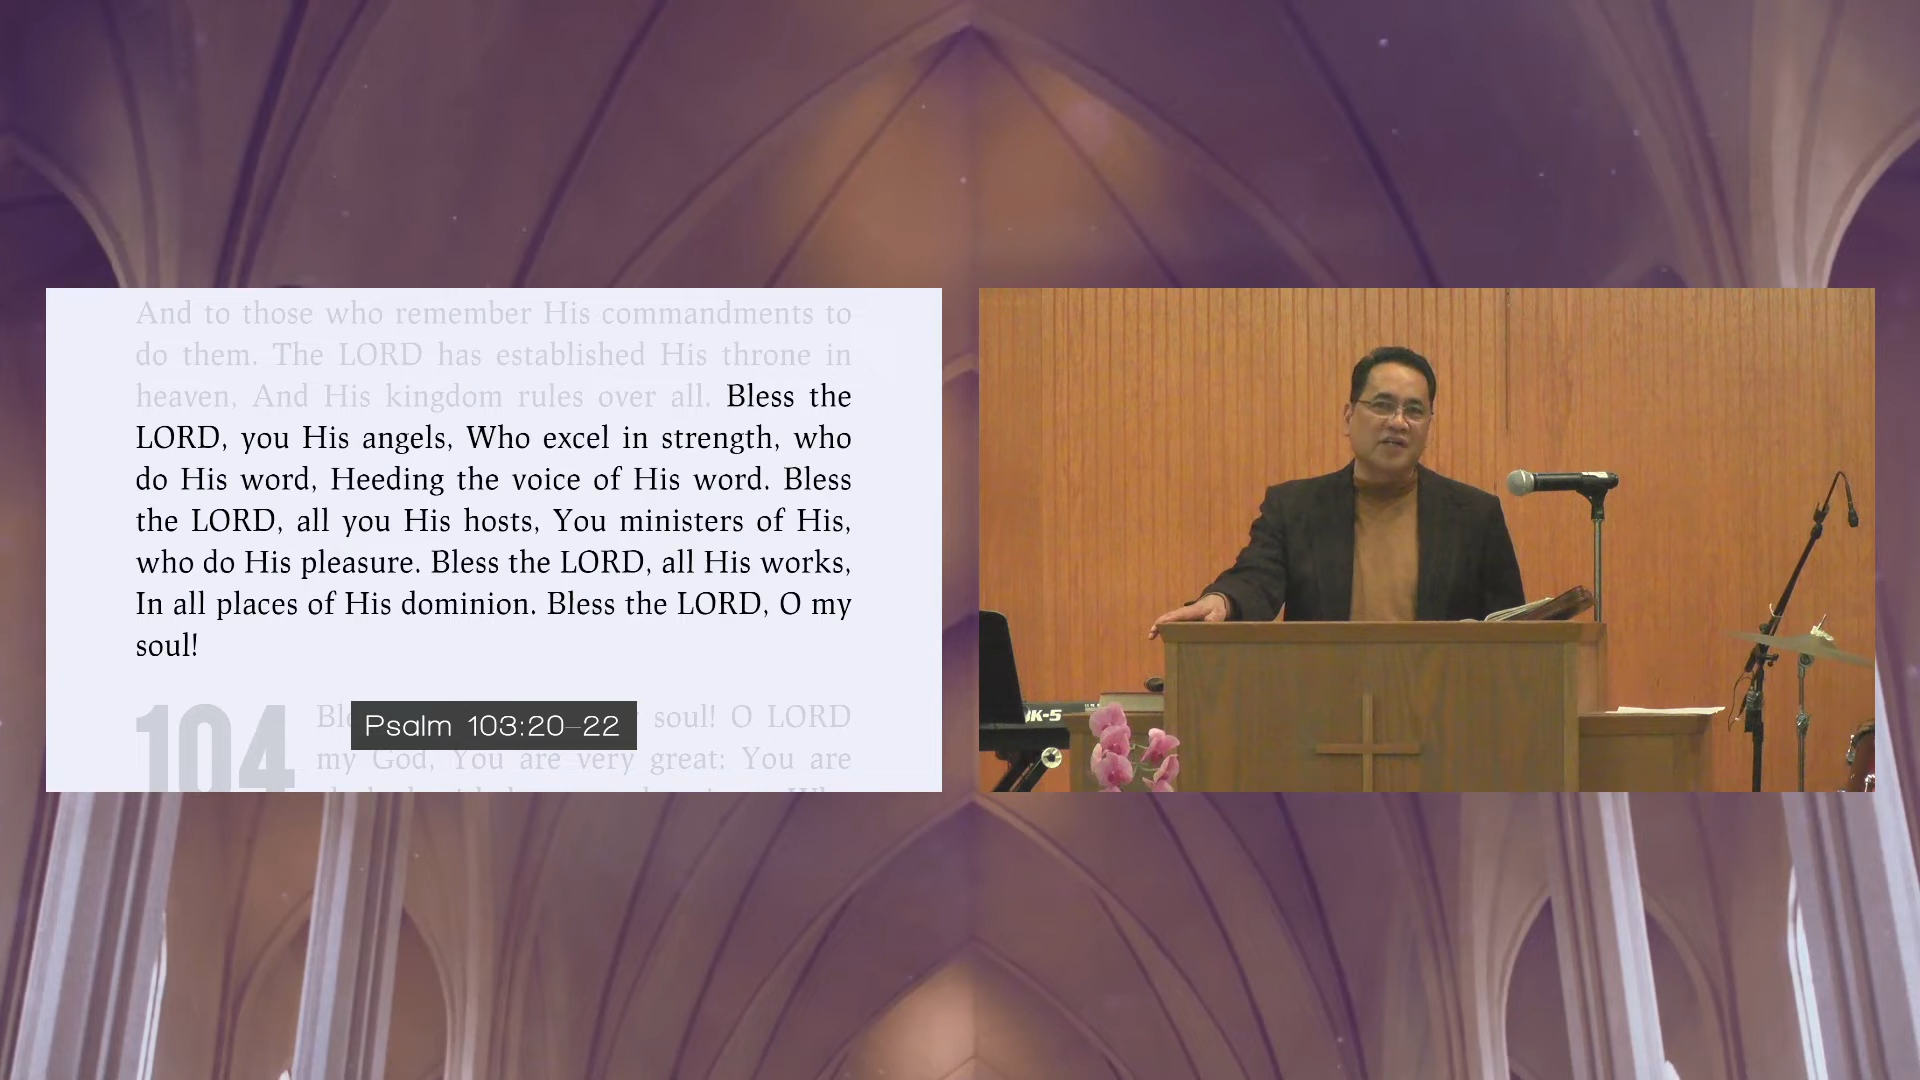 And to those who remember His commandments to
do them. The LORD has established His throne in
heaven, And His kingdom rules over all. Bless the
LORD, you His angels, Who excel in strength, who
do His word, Heeding the voice of His word. Bless
the LORD, all you His hosts, You ministers of His,
who do His pleasure. Bless the LORD, all His works,
In all places of His dominion. Bless the LORD, O my
soul!
104
soul! O LORD
Psalm 103:20–22
my God, You are very great: You are
JK-5